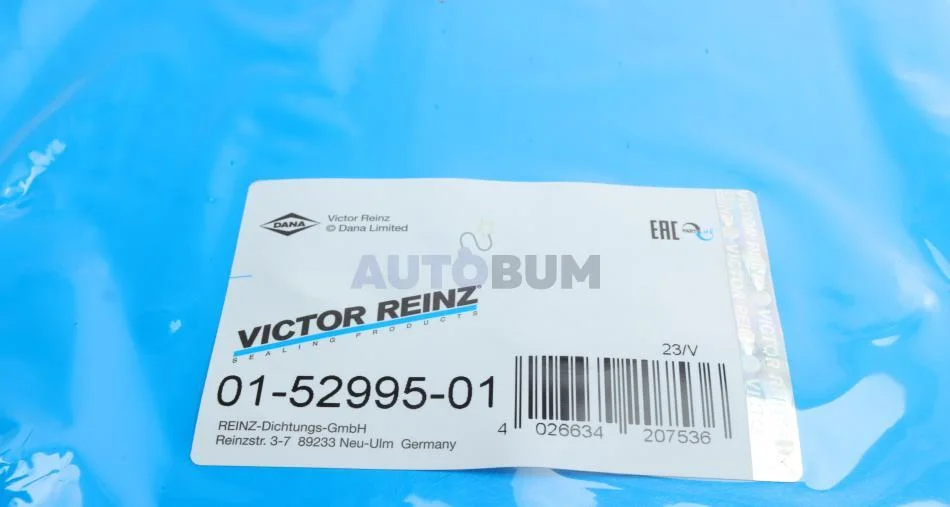 DANA
Victor Reinz
© Dana Limited
EAC
PART
AUTOBUM
VICTOR REINZ®
SEALING PRODUCTS
23/V
01-52995-01
REINZ-Dichtungs-GmbH
Reinzstr. 3-7 89233 Neu-Ulm Germany
4 026634 207536